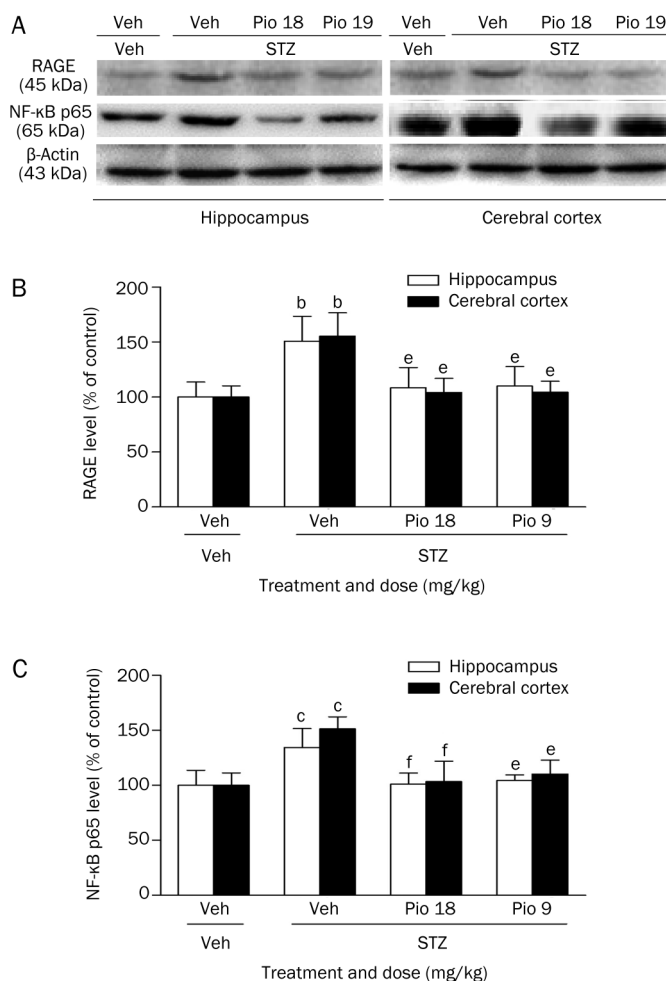 A
Veh Veh Pio 18 Pio 19 Veh Veh Pio 18 Pio 19
Veh STZ Veh STZ
RAGE
(45 kDa)
NF-κB p65
(65 kDa)
β-Actin
(43 kDa)
Hippocampus Cerebral cortex
B
Hippocampus
Cerebral cortex
RAGE level (% of control)
200
150
100
50
0
b b e e e e
Veh Veh Pio 18 Pio 9
Veh STZ
Treatment and dose (mg/kg)
C
Hippocampus
Cerebral cortex
NF-κB p65 level (% of control)
200
150
100
50
0
c c f f e e
Veh Veh Pio 18 Pio 9
Veh STZ
Treatment and dose (mg/kg)